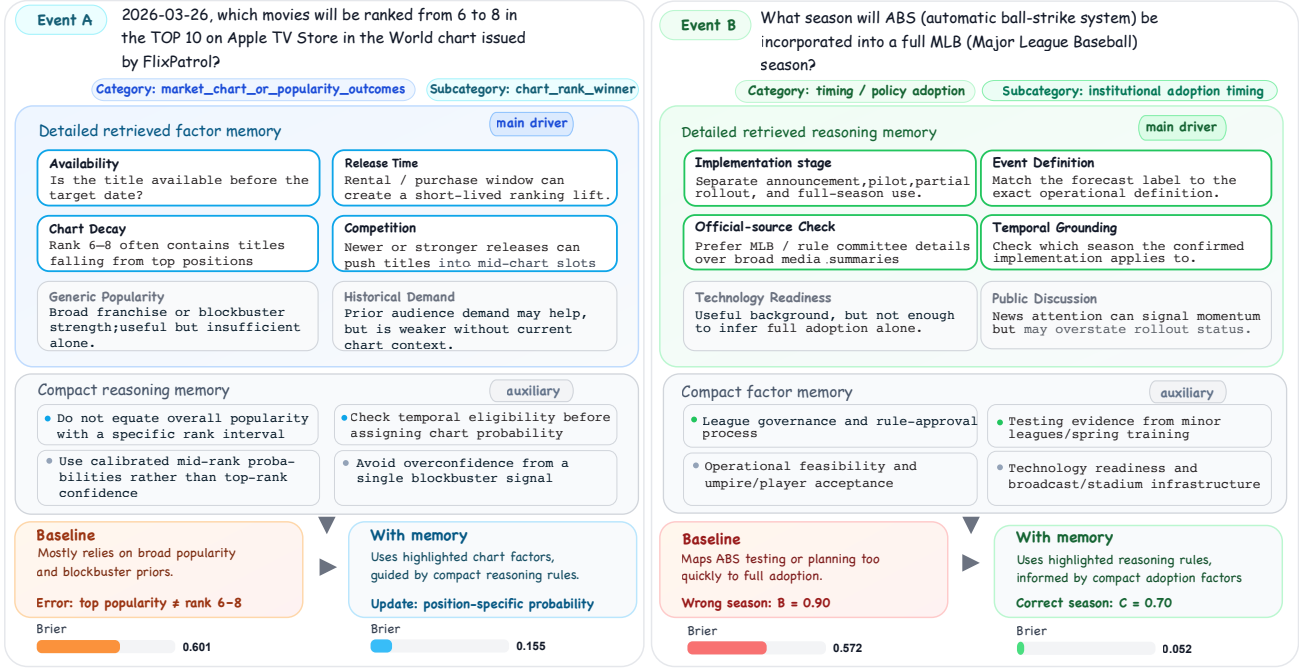 Event A
2026-03-26, which movies will be ranked from 6 to 8 in
the TOP 10 on Apple TV Store in the World chart issued
by FlixPatrol?
Category: market_chart_or_popularity_outcomes
Subcategory: chart_rank_winner
Detailed retrieved factor memory
main driver
Availability
Is the title available before the
target date?
Release Time
Rental / purchase window can
create a short-lived ranking lift.
Chart Decay
Rank 6–8 often contains titles
falling from top positions
Competition
Newer or stronger releases can
push titles into mid-chart slots
Generic Popularity
Broad franchise or blockbuster
strength;useful but insufficient
alone.
Historical Demand
Prior audience demand may help,
but is weaker without current
chart context.
Compact reasoning memory
auxiliary
Do not equate overall popularity
with a specific rank interval
Check temporal eligibility before
assigning chart probability
Use calibrated mid-rank proba-
bilities rather than top-rank
confidence
Avoid overconfidence from a
single blockbuster signal
Baseline
Mostly relies on broad popularity
and blockbuster priors.
Error: top popularity ≠ rank 6-8
With memory
Uses highlighted chart factors,
guided by compact reasoning rules.
Update: position-specific probability
Brier
0.601
Brier
0.155
Event B
What season will ABS (automatic ball-strike system) be
incorporated into a full MLB (Major League Baseball)
season?
Category: timing / policy adoption
Subcategory: institutional adoption timing
Detailed retrieved reasoning memory
main driver
Implementation stage
Separate announcement,pilot,partial
rollout, and full-season use.
Event Definition
Match the forecast label to the
exact operational definition.
Official-source Check
Prefer MLB / rule committee details
over broad media summaries
Temporal Grounding
Check which season the confirmed
implementation applies to.
Technology Readiness
Useful background, but not enough
to infer full adoption alone.
Public Discussion
News attention can signal momentum
but may overstate rollout status.
Compact factor memory
auxiliary
League governance and rule-approval
process
Testing evidence from minor
leagues/spring training
Operational feasibility and
umpire/player acceptance
Technology readiness and
broadcast/stadium infrastructure
Baseline
Maps ABS testing or planning too
quickly to full adoption.
Wrong season: B = 0.90
With memory
Uses highlighted reasoning rules,
informed by compact adoption factors
Correct season: C = 0.70
Brier
0.572
Brier
0.052